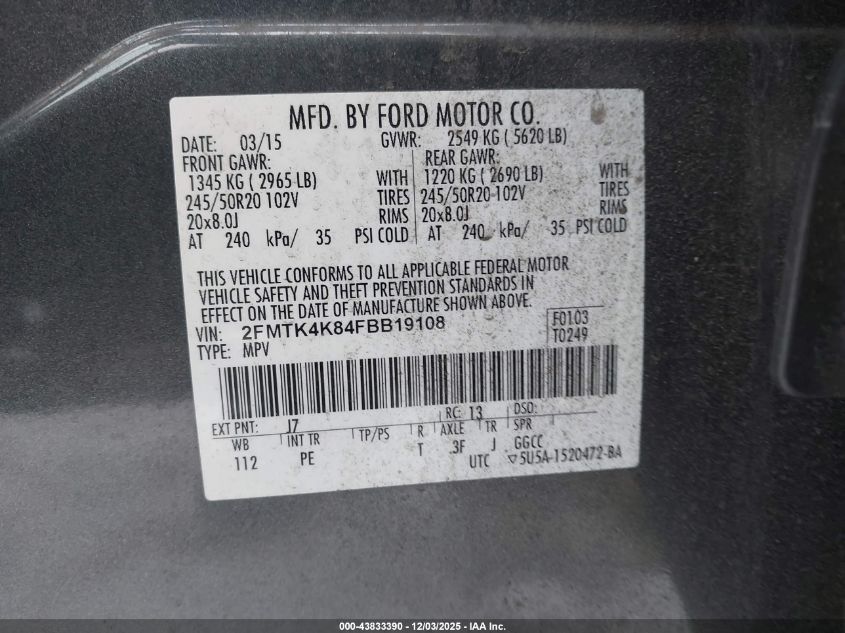 MFD. BY FORD MOTOR CO.
DATE: 03/15 GVWR: 2549 KG ( 5620 LB)
FRONT GAWR: REAR GAWR:
1345 KG ( 2965 LB) WITH 1220 KG ( 2690 LB) WITH
245/50R20 102V TIRES 245/50R20 102V TIRES
20x8.0J RIMS 20x8.0J RIMS
AT 240 kPa/ 35 PSI COLD AT 240 kPa/ 35 PSI COLD
THIS VEHICLE CONFORMS TO ALL APPLICABLE FEDERAL MOTOR
VEHICLE SAFETY AND THEFT PREVENTION STANDARDS IN
EFFECT ON THE DATE OF MANUFACTURE SHOWN ABOVE.
VIN: 2FMTK4K84FBB19108 F0103
TYPE: MPV T0249
EXT PNT: J7 RC: 13 DSO:
WB INT TR TP/PS R AXLE TR SPR
112 PE T 3F J GGCC
UTC ▽5U5A-1520472-BA
000-43833390 - 12/03/2025 - IAA Inc.